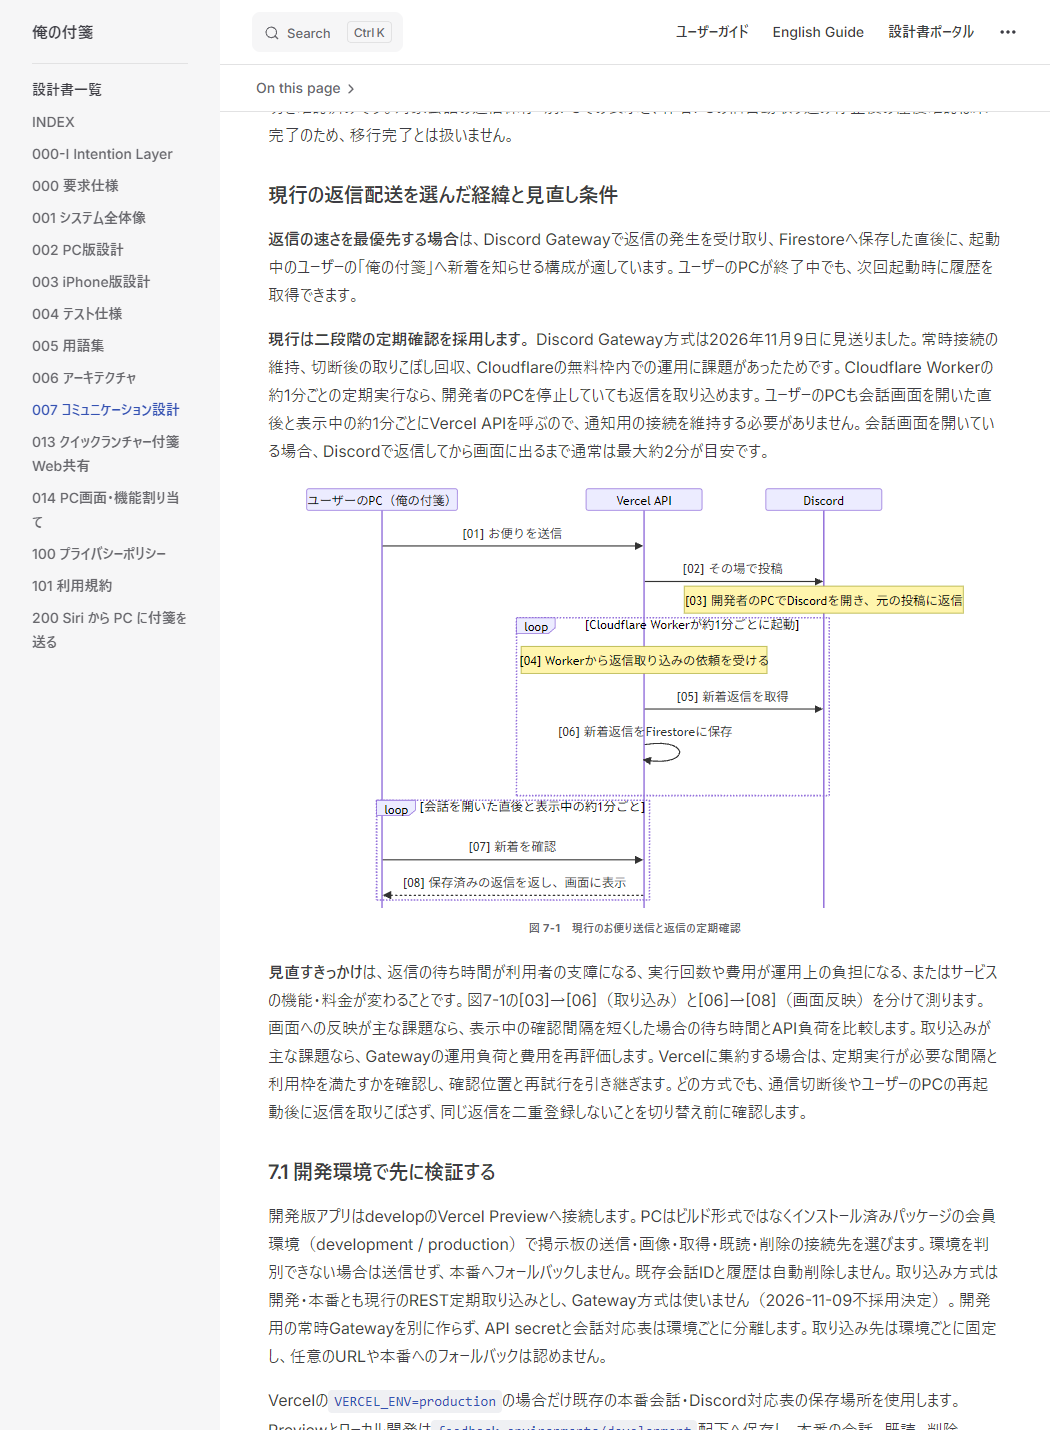 俺の付箋
Search Ctrl K
ユーザーガイド English Guide 設計書ポータル
On this page
設計書一覧
INDEX
000-I Intention Layer
000 要求仕様
001 システム全体像
002 PC版設計
003 iPhone版設計
004 テスト仕様
005 用語集
006 アーキテクチャ
007 コミュニケーション設計
013 クイックランチャー付箋
Web共有
014 PC画面・機能割り当
て
100 プライバシーポリシー
101 利用規約
200 Siri から PC に付箋を
送る
完了のため、移行完了とは扱いません。
現行の返信配送を選んだ経緯と見直し条件
返信の速さを最優先する場合は、Discord Gatewayで返信の発生を受け取り、Firestoreへ保存した直後に、起動
中のユーザーの「俺の付箋」へ新着を知らせる構成が適しています。ユーザーのPCが終了中でも、次回起動時に履歴を
取得できます。
現行は二段階の定期確認を採用します。Discord Gateway方式は2026年11月9日に見送りました。常時接続の
維持、切断後の取りこぼし回収、Cloudflareの無料枠内での運用に課題があったためです。Cloudflare Workerの
約1分ごとの定期実行なら、開発者のPCを停止していても返信を取り込めます。ユーザーのPCも会話画面を開いた直
後と表示中の約1分ごとにVercel APIを呼ぶので、通知用の接続を維持する必要がありません。会話画面を開いてい
る場合、Discordで返信してから画面に出るまで通常は最大約2分が目安です。
ユーザーのPC（俺の付箋） Vercel API Discord
[01] お便りを送信
[02] その場で投稿
[03] 開発者のPCでDiscordを開き、元の投稿に返信
loop [Cloudflare Workerが約1分ごとに起動]
[04] Workerから返信取り込みの依頼を受ける
[05] 新着返信を取得
[06] 新着返信をFirestoreに保存
loop [会話を開いた直後と表示中の約1分ごと]
[07] 新着を確認
[08] 保存済みの返信を返し、画面に表示
図 7-1 現行のお便り送信と返信の定期確認
見直すきっかけは、返信の待ち時間が利用者の支障になる、実行回数や費用が運用上の負担になる、またはサービス
の機能・料金が変わることです。図7-1の[03]→[06]（取り込み）と[06]→[08]（画面反映）を分けて測ります。
画面への反映が主な課題なら、表示中の確認間隔を短くした場合の待ち時間とAPI負荷を比較します。取り込みが
主な課題なら、Gatewayの運用負荷と費用を再評価します。Vercelに集約する場合は、定期実行が必要な間隔と
利用枠を満たすかを確認し、確認位置と再試行を引き継ぎます。どの方式でも、通信切断後やユーザーのPCの再起
動後に返信を取りこぼさず、同じ返信を二重登録しないことを切り替え前に確認します。
7.1 開発環境で先に検証する
開発版アプリはdevelopのVercel Previewへ接続します。PCはビルド形式ではなくインストール済みパッケージの会員
環境（development / production）で掲示板の送信・画像・取得・既読・削除の接続先を選びます。環境を判
別できない場合は送信せず、本番へフォールバックしません。既存会話IDと履歴は自動削除しません。取り込み方式は
開発・本番とも現行のREST定期取り込みとし、Gateway方式は使いません（2026-11-09不採用決定）。開発
用の常時Gatewayを別に作らず、API secretと会話対応表は環境ごとに分離します。取り込み先は環境ごとに固定
し、任意のURLや本番へのフォールバックは認めません。
Vercelの VERCEL_ENV=production の場合だけ既存の本番会話・Discord対応表の保存場所を使用します。